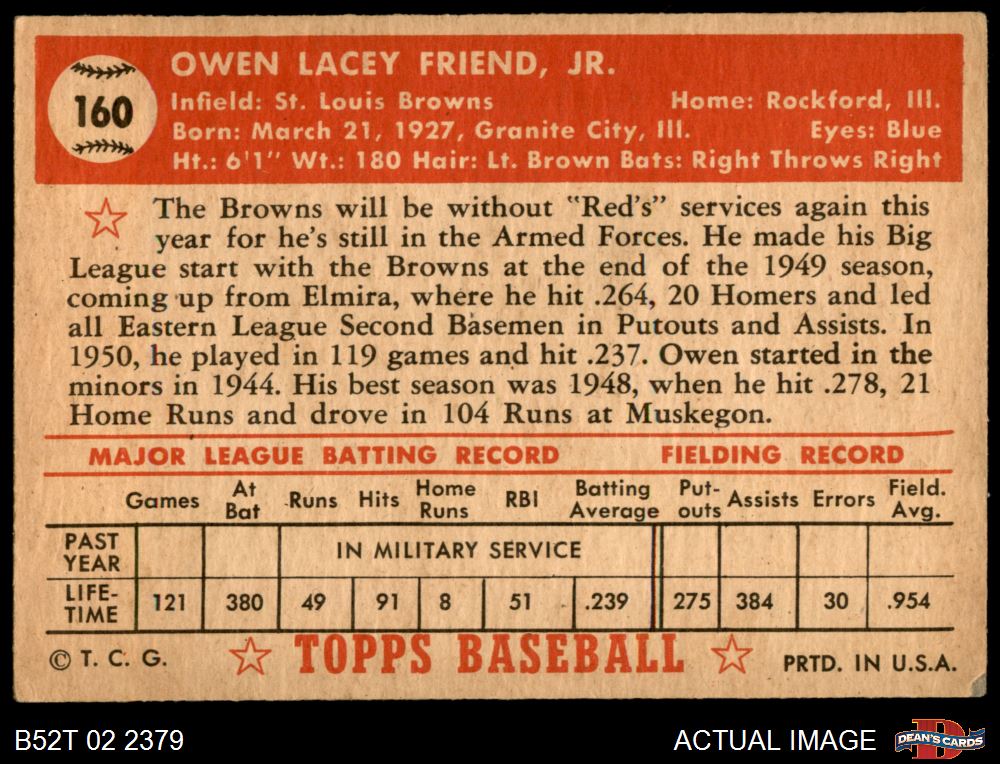 OWEN LACEY FRIEND, JR.
160
Infield: St. Louis Browns Home: Rockford, Ill.
Born: March 21, 1927, Granite City, Ill. Eyes: Blue
Ht.: 6'1" Wt.: 180 Hair: Lt. Brown Bats: Right Throws Right
The Browns will be without "Red's" services again this
year for he's still in the Armed Forces. He made his Big
League start with the Browns at the end of the 1949 season,
coming up from Elmira, where he hit .264, 20 Homers and led
all Eastern League Second Basemen in Putouts and Assists. In
1950, he played in 119 games and hit .237. Owen started in the
minors in 1944. His best season was 1948, when he hit .278, 21
Home Runs and drove in 104 Runs at Muskegon.
MAJOR LEAGUE BATTING RECORD FIELDING RECORD
Games At Bat Runs Hits Home Runs RBI Batting Average Put-outs Assists Errors Field. Avg.
PAST YEAR IN MILITARY SERVICE
LIFE-TIME 121 380 49 91 8 51 .239 275 384 30 .954
© T. C. G. TOPPS BASEBALL PRTD. IN U.S.A.
B52T 02 2379 ACTUAL IMAGE DEAN'S CARDS